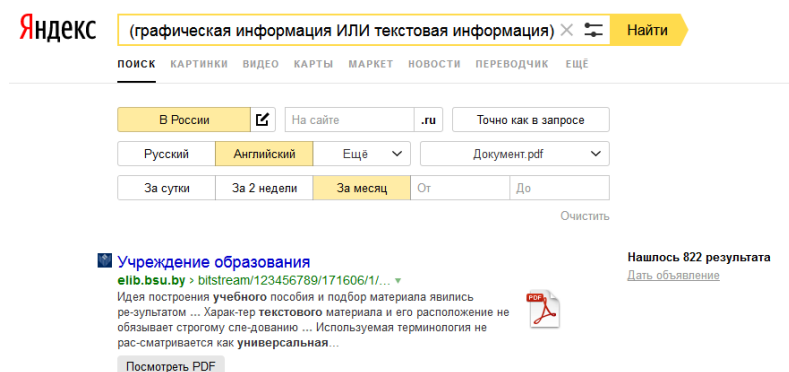 Яндекс
(графическая информация ИЛИ текстовая информация)
Найти
ПОИСК КАРТИНКИ ВИДЕО КАРТЫ МАРКЕТ НОВОСТИ ПЕРЕВОДЧИК ЕЩЁ
В России На сайте .ru Точно как в запросе
Русский Английский Ещё Документ.pdf
За сутки За 2 недели За месяц От До
Очистить
Учреждение образования
elib.bsu.by › bitstream/123456789/171606/1/...
Идея построения учебного пособия и подбор материала явились
ре-зультатом ... Харак-тер текстового материала и его расположение не
обязывает строгому сле-дованию ... Используемая терминология не
рас-сматривается как универсальная...
PDF
Посмотреть PDF
Нашлось 822 результата
Дать объявление